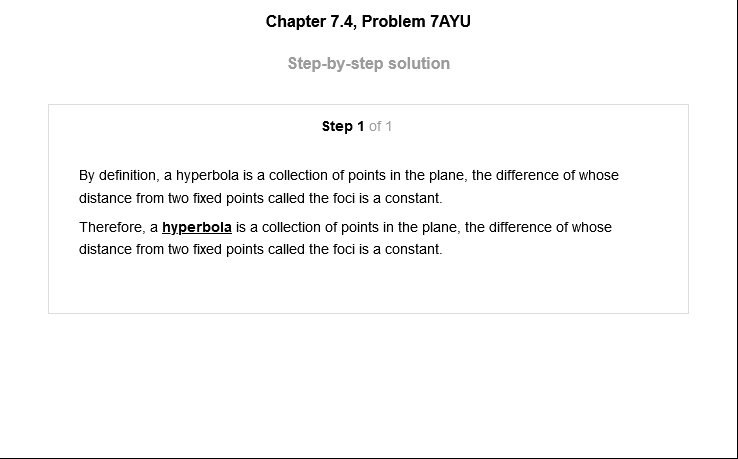 Chapter 7.4, Problem 7AYU
Step-by-step solution
Step 1 of 1
By definition, a hyperbola is a collection of points in the plane, the difference of whose
distance from two fixed points called the foci is a constant.
Therefore, a hyperbola is a collection of points in the plane, the difference of whose
distance from two fixed points called the foci is a constant.